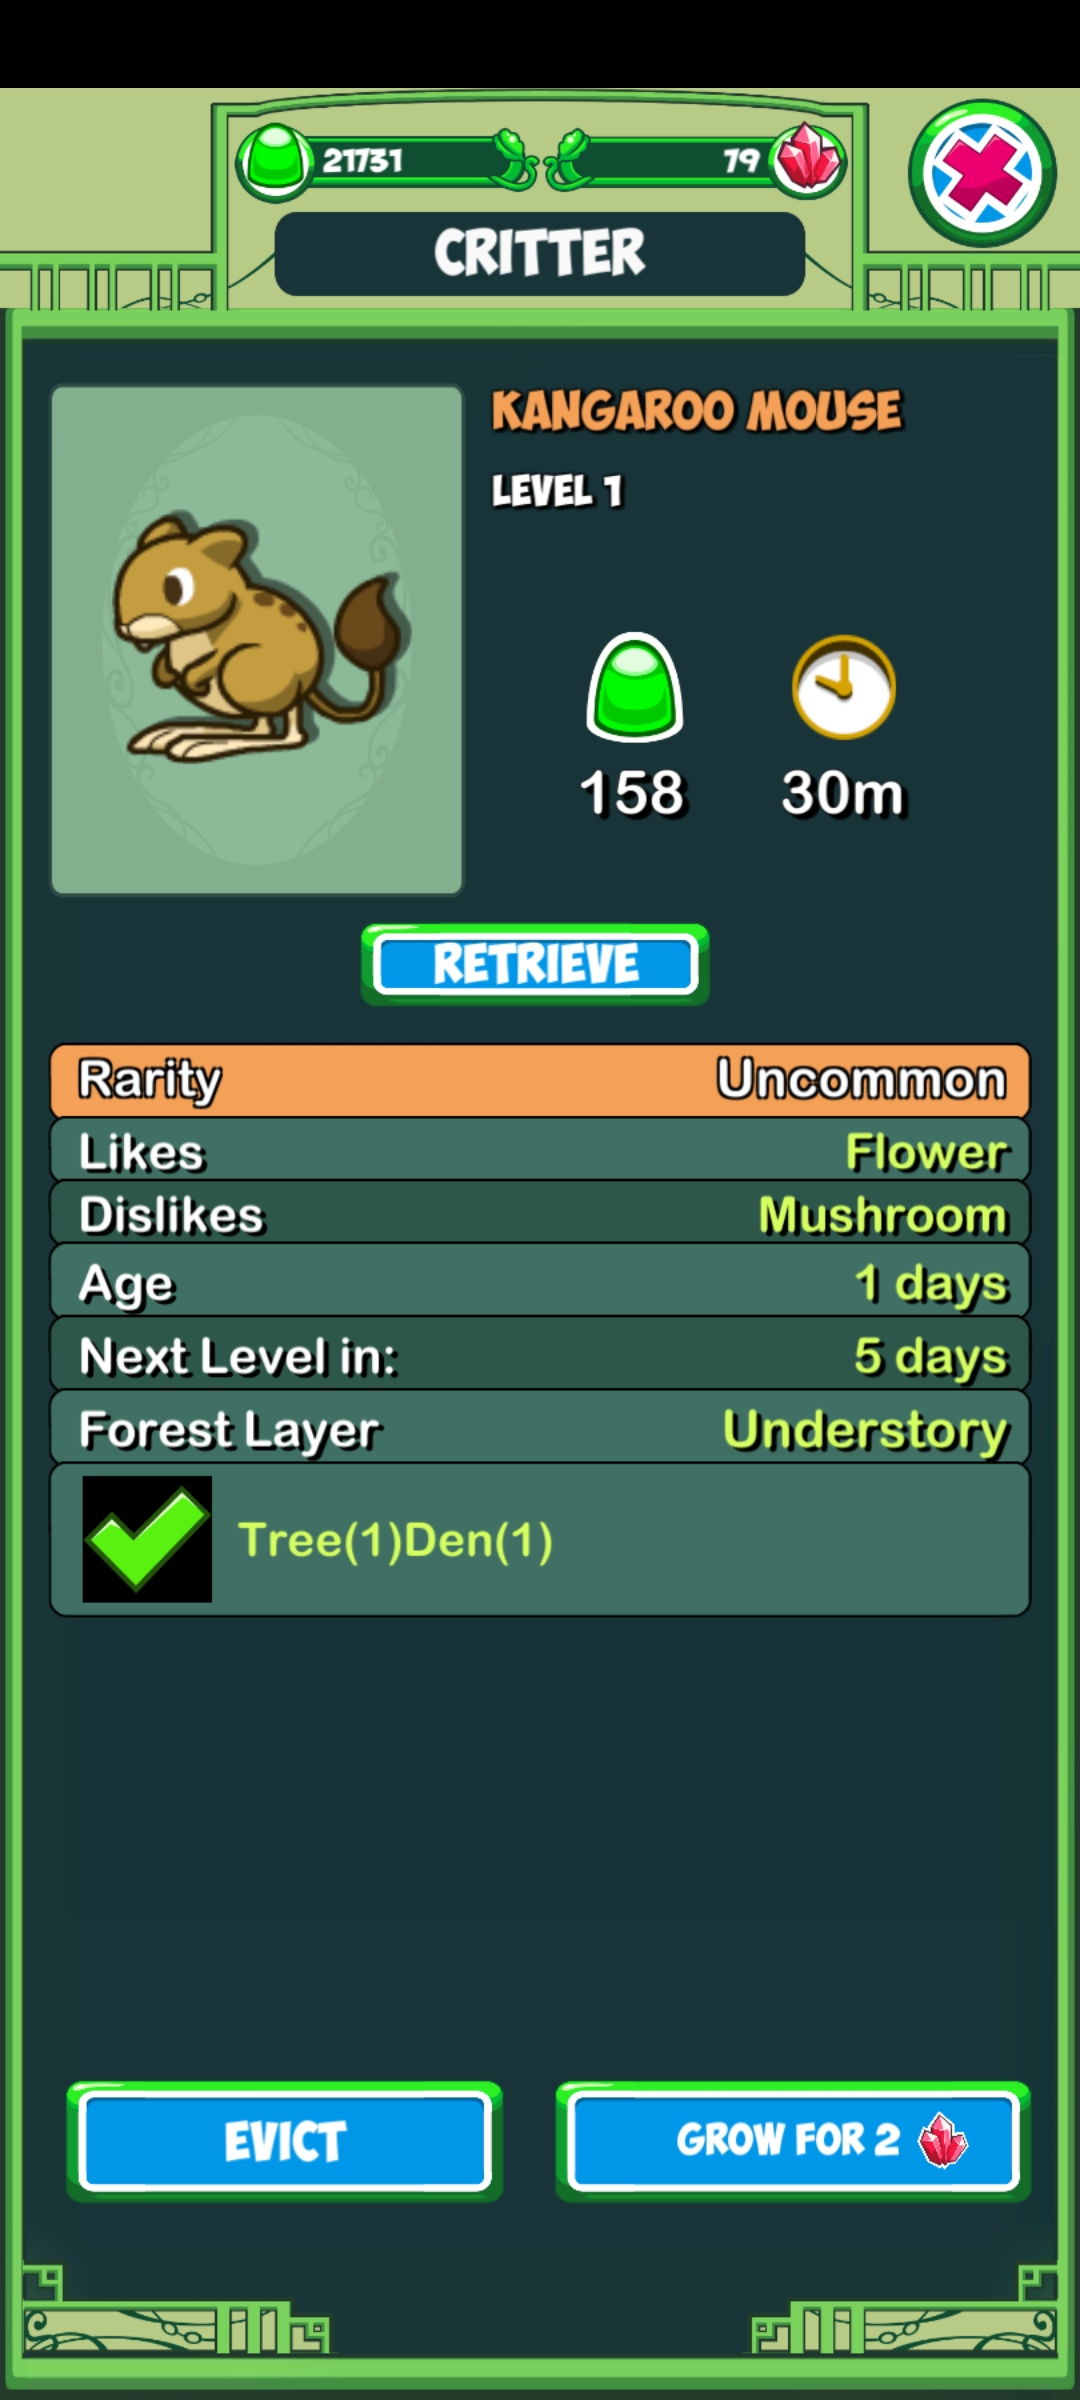 21731 79
CRITTER
KANGAROO MOUSE
LEVEL 1
158 30m
RETRIEVE
Rarity Uncommon
Likes Flower
Dislikes Mushroom
Age 1 days
Next Level in: 5 days
Forest Layer Understory
Tree(1)Den(1)
EVICT GROW FOR 2